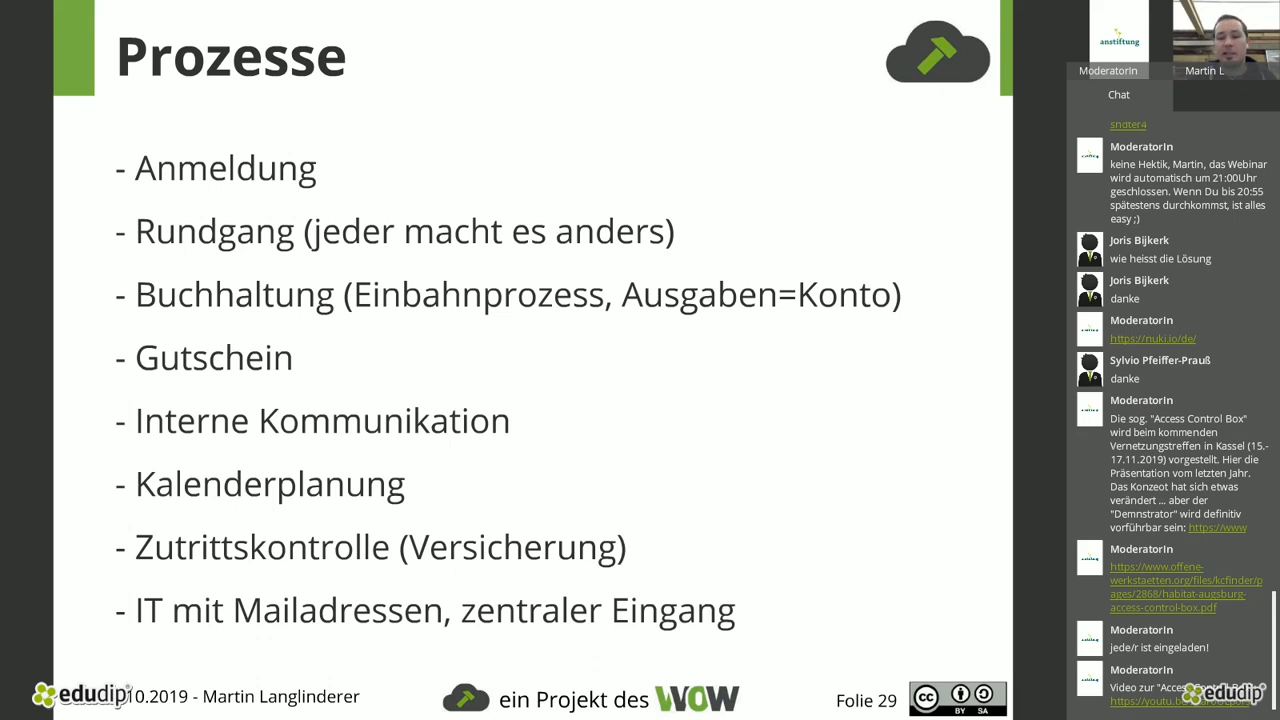 Prozesse
- Anmeldung
- Rundgang (jeder macht es anders)
- Buchhaltung (Einbahnprozess, Ausgaben=Konto)
- Gutschein
- Interne Kommunikation
- Kalenderplanung
- Zutrittskontrolle (Versicherung)
- IT mit Mailadressen, zentraler Eingang
edudip
10.2019 - Martin Langlinderer
ein Projekt des WOW
Folie 29
CC BY SA
anstiftung
ModeratorIn
Martin L
Chat
ModeratorIn
keine Hektik, Martin, das Webinar
wird automatisch um 21:00Uhr
geschlossen. Wenn Du bis 20:55
spätestens durchkommst, ist alles
easy ;)
Joris Bijkerk
wie heisst die Lösung
Joris Bijkerk
danke
ModeratorIn
https://nuki.io/de/
Sylvio Pfeiffer-Prauß
danke
ModeratorIn
Die sog. "Access Control Box"
wird beim kommenden
Vernetzungstreffen in Kassel (15.-
17.11.2019) vorgestellt. Hier die
Präsentation vom letzten Jahr.
Das Konzeot hat sich etwas
verändert ... aber der
"Demnstrator" wird definitiv
vorführbar sein: https://www
ModeratorIn
https://www.offene-
werkstaetten.org/files/kcfinder/p
ages/2868/habitat-augsburg-
access-control-box.pdf
ModeratorIn
jede/r ist eingeladen!
ModeratorIn
Video zur "Access
edudip